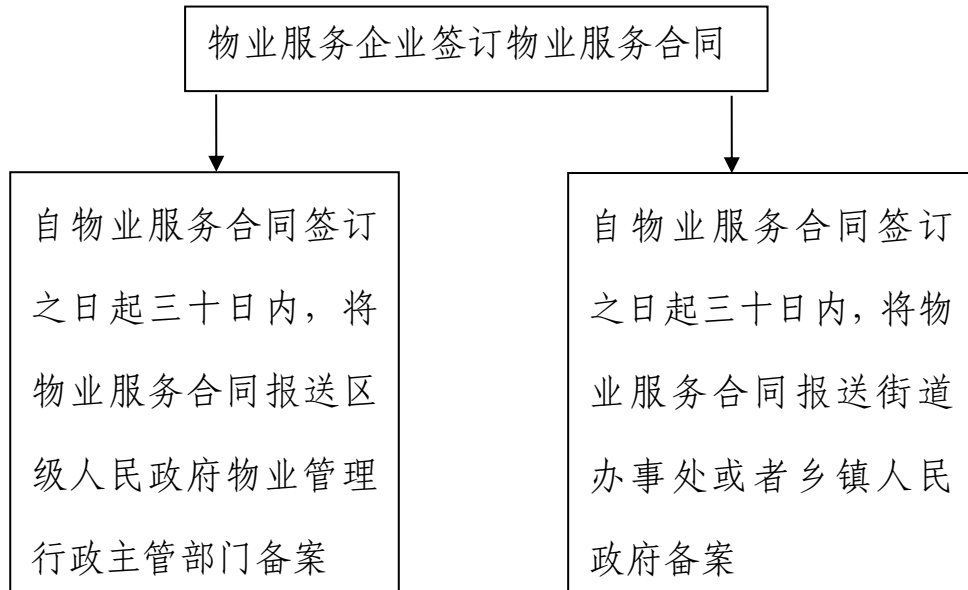 物业服务企业签订物业服务合同
自物业服务合同签订
之日起三十日内，将
物业服务合同报送区
级人民政府物业管理
行政主管部门备案
自物业服务合同签订
之日起三十日内，将物
业服务合同报送街道
办事处或者乡镇人民
政府备案